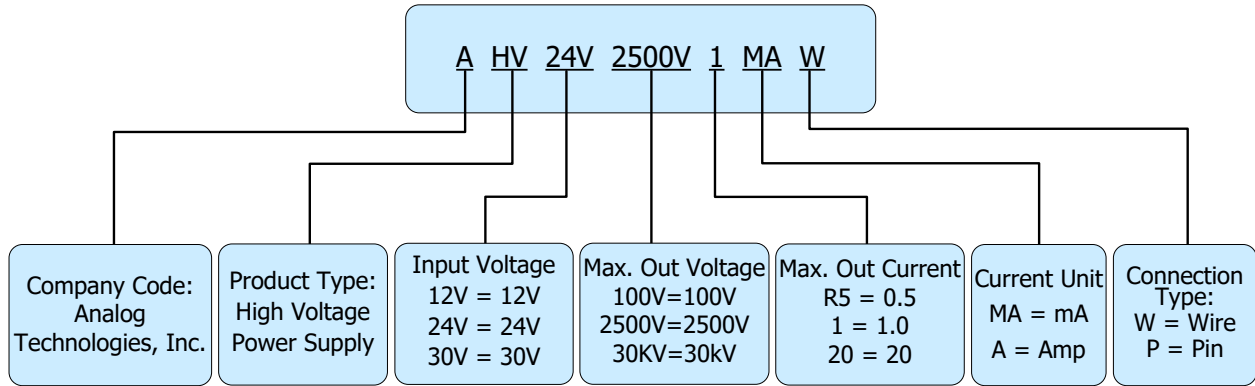 A HV 24V 2500V 1 MA W
Company Code:
Analog
Technologies, Inc.
Product Type:
High Voltage
Power Supply
Input Voltage
12V = 12V
24V = 24V
30V = 30V
Max. Out Voltage
100V=100V
2500V=2500V
30KV=30kV
Max. Out Current
R5 = 0.5
1 = 1.0
20 = 20
Current Unit
MA = mA
A = Amp
Connection
Type:
W = Wire
P = Pin